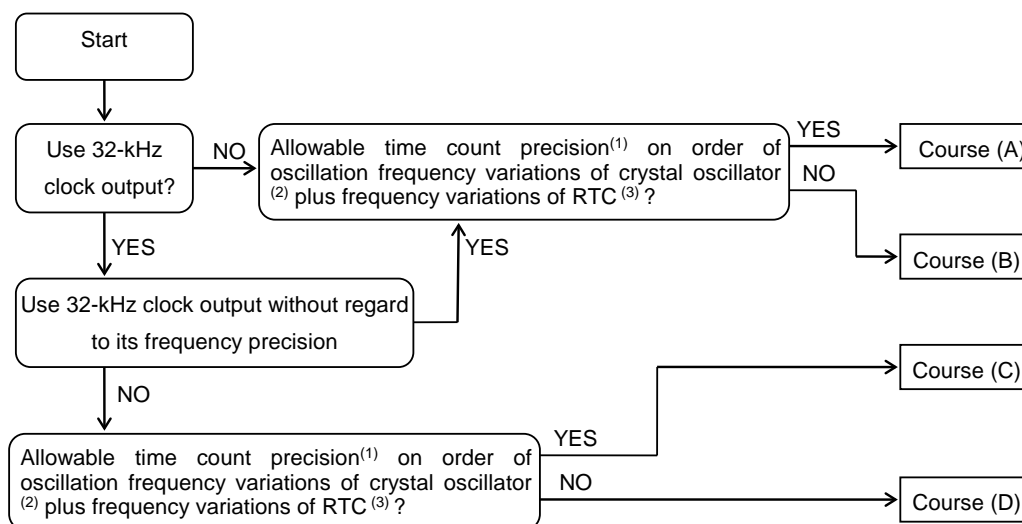 Start
Use 32-kHz
clock output?
NO
Allowable time count precision(1) on order of
oscillation frequency variations of crystal oscillator
(2) plus frequency variations of RTC (3) ?
YES
Course (A)
NO
Course (B)
YES
YES
Use 32-kHz clock output without regard
to its frequency precision
NO
Allowable time count precision(1) on order of
oscillation frequency variations of crystal oscillator
(2) plus frequency variations of RTC (3) ?
YES
Course (C)
NO
Course (D)